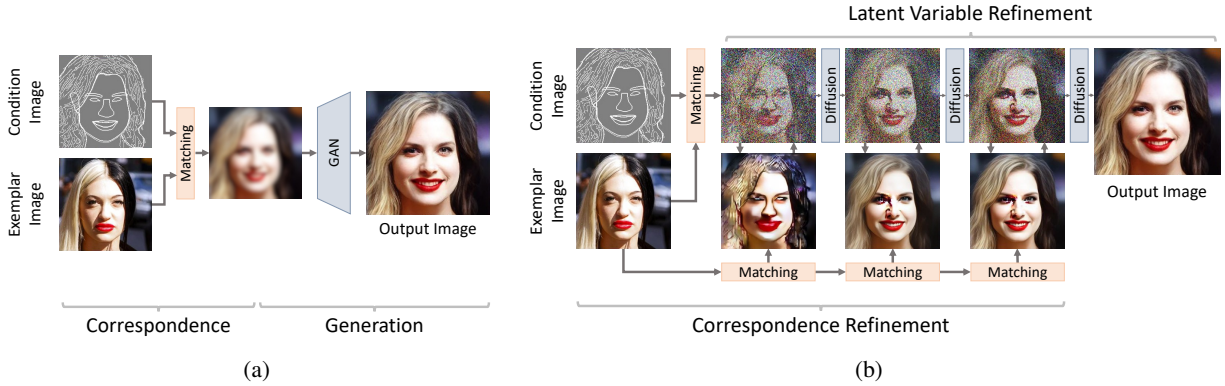 Condition
Image
Exemplar
Image
Matching
GAN
Output Image
Correspondence
Generation
(a)
Latent Variable Refinement
Condition
Image
Exemplar
Image
Matching
Diffusion
Diffusion
Diffusion
Output Image
Matching
Matching
Matching
Correspondence Refinement
(b)